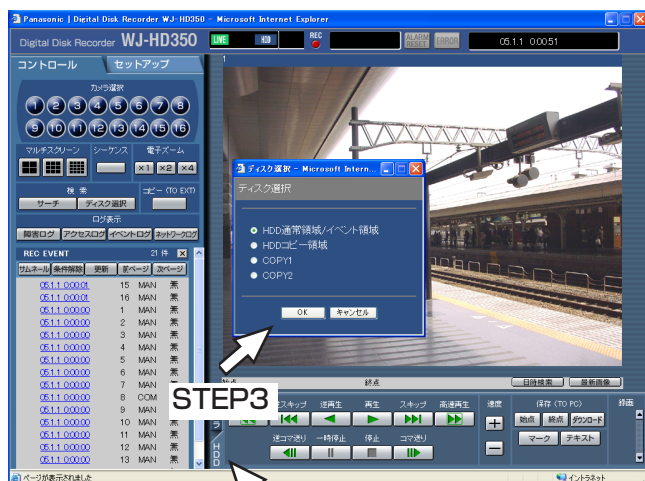 Panasonic | Digital Disk Recorder WJ-HD350 - Microsoft Internet Explorer
Digital Disk Recorder WJ-HD350
LIVE HDD REC ALARM RESET ERROR 05.1.1 0:00:51
コントロール セットアップ
カメラ選択
1 2 3 4 5 6 7 8
9 10 11 12 13 14 15 16
マルチスクリーン シーケンス 電子ズーム
×1 ×2 ×4
検索 コピー (TO EXT)
サーチ ディスク選択
ログ表示
障害ログ アクセスログ イベントログ ネットワークログ
REC EVENT 21 件
サムネール 条件解除 更新 前ページ 次ページ
05.1.1 0:00:01 15 MAN 無
05.1.1 0:00:01 16 MAN 無
05.1.1 0:00:00 1 MAN 無
05.1.1 0:00:00 2 MAN 無
05.1.1 0:00:00 3 MAN 無
05.1.1 0:00:00 4 MAN 無
05.1.1 0:00:00 5 MAN 無
05.1.1 0:00:00 6 MAN 無
05.1.1 0:00:00 7 MAN 無
05.1.1 0:00:00 8 COM 無
05.1.1 0:00:00 9 MAN 無
05.1.1 0:00:00 10 MAN 無
05.1.1 0:00:00 11 MAN 無
05.1.1 0:00:00 12 MAN 無
05.1.1 0:00:00 13 MAN 無
1
ディスク選択 - Microsoft Intern...
ディスク選択
HDD通常領域/イベント領域
HDDコピー領域
COPY1
COPY2
OK キャンセル
STEP3
終点 日時検索 最新画像
スキップ 逆再生 再生 スキップ 高速再生 速度 保存 (TO PC) 録画
始点 終点 ダウンロード
逆コマ送り 一時停止 停止 コマ送り マーク テキスト
HDD
ページが表示されました イントラネット